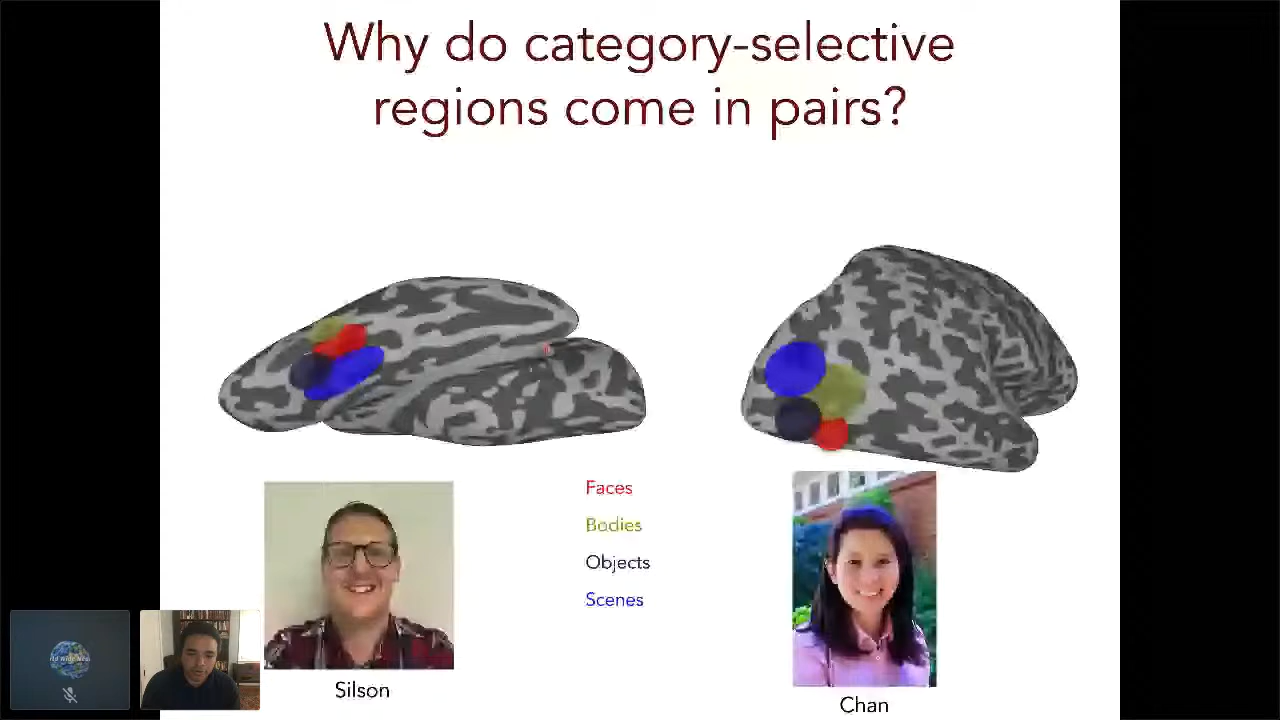 Why do category-selective
regions come in pairs?
Faces
Bodies
Objects
Scenes
Silson
Chan